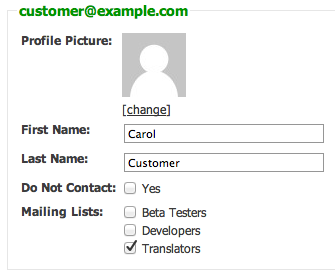 customer@example.com
Profile Picture:
[change]
First Name: Carol
Last Name: Customer
Do Not Contact: Yes
Mailing Lists: Beta Testers
Developers
Translators